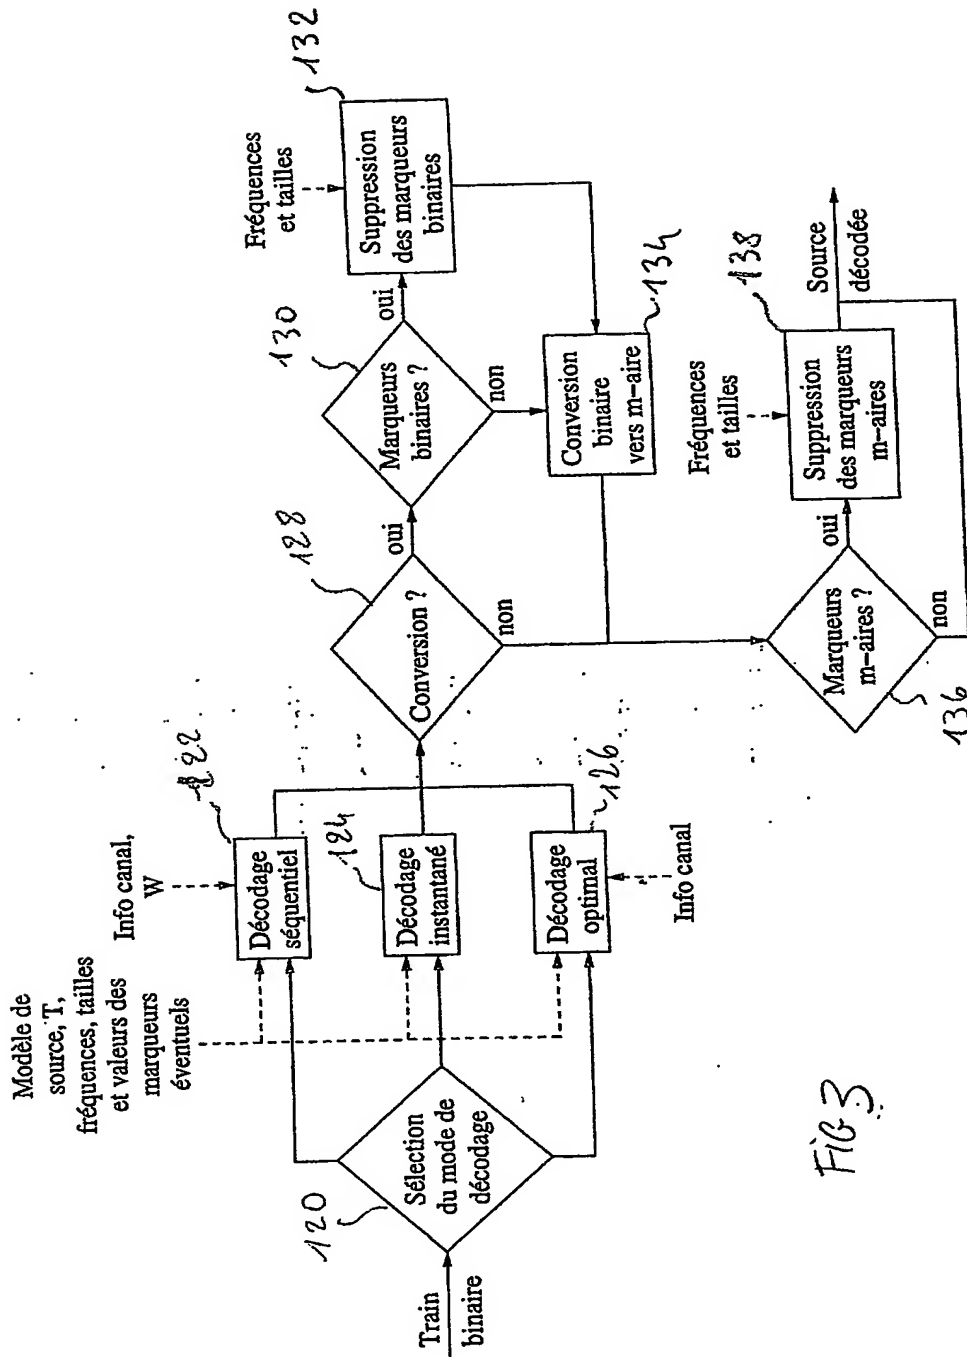 Train
binaire
120
Sélection
du mode de
décodage
Modèle de
source, T,
fréquences, tailles
et valeurs des
marqueurs
éventuels
Info canal,
W
122
Décodage
séquentiel
124
Décodage
instantané
126
Décodage
optimal
Info canal
128
Conversion ?
oui
non
130
Marqueurs
binaires ?
oui
non
Fréquences
et tailles
132
Suppression
des marqueurs
binaires
134
Conversion
binaire
vers m-aire
136
Marqueurs
m-aires ?
oui
non
Fréquences
et tailles
138
Suppression
des marqueurs
m-aires
Source
décodée
FIG 3